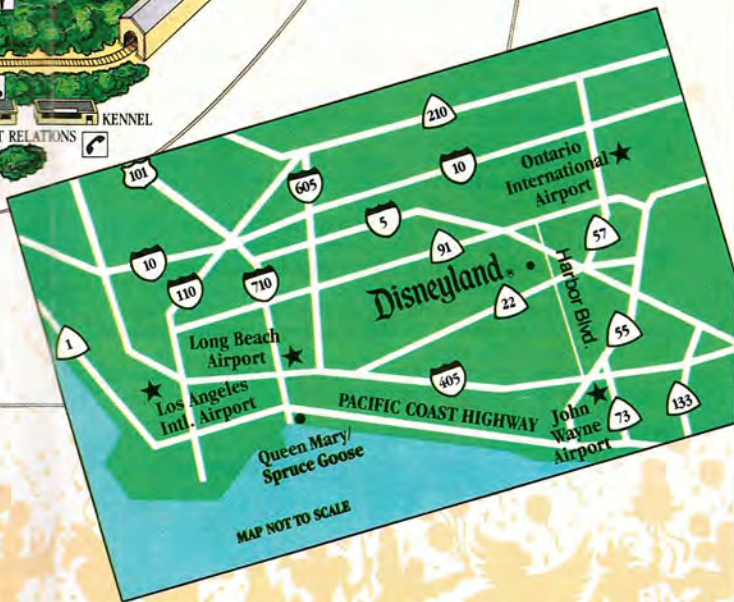 KENNEL
RELATIONS
101
605
210
10
Ontario
International
Airport
5
91
57
10
110
710
Disneyland®
22
Harbor Blvd.
1
Long Beach
Airport
55
Los Angeles
Intl. Airport
405
PACIFIC COAST HIGHWAY
John
Wayne
Airport
73
133
Queen Mary/
Spruce Goose
MAP NOT TO SCALE